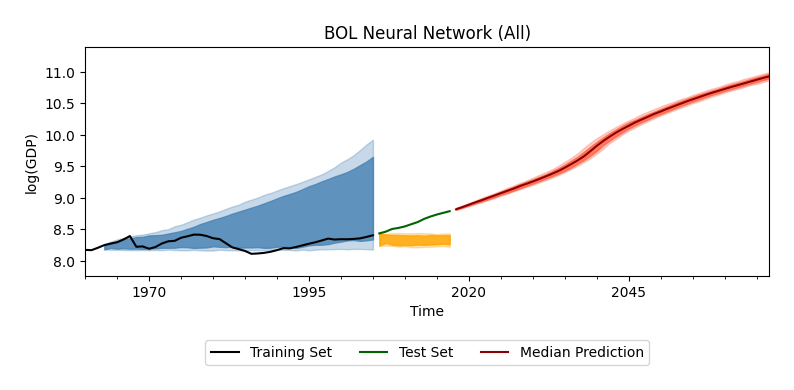 BOL Neural Network (All)
11.0
10.5
10.0
9.5
9.0
8.5
8.0
log(GDP)
1970 1995 2020 2045
Time
Training Set Test Set Median Prediction